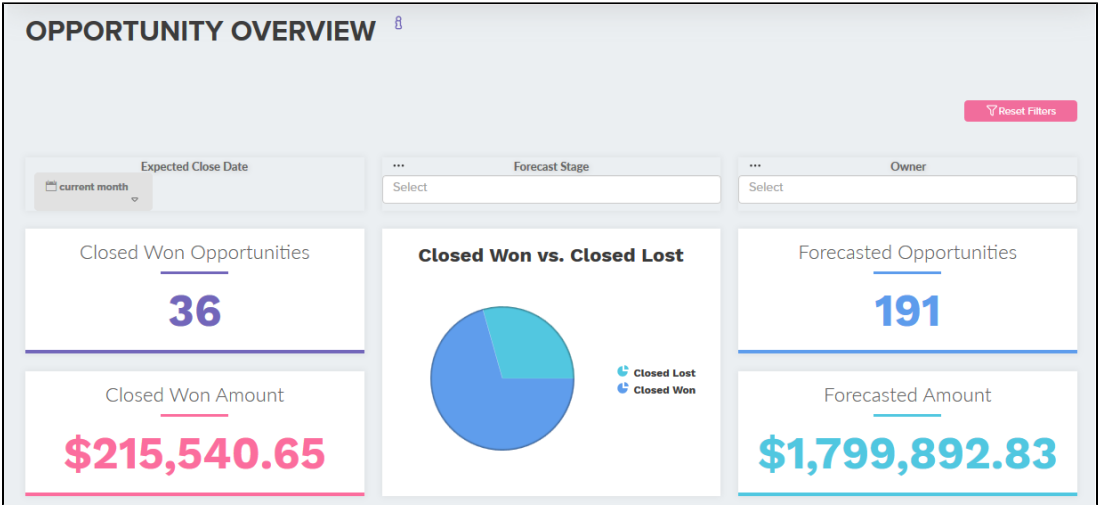 OPPORTUNITY OVERVIEW
Reset Filters
Expected Close Date
current month
... Forecast Stage
Select
... Owner
Select
Closed Won Opportunities
36
Closed Won Amount
$215,540.65
Closed Won vs. Closed Lost
Closed Lost
Closed Won
Forecasted Opportunities
191
Forecasted Amount
$1,799,892.83